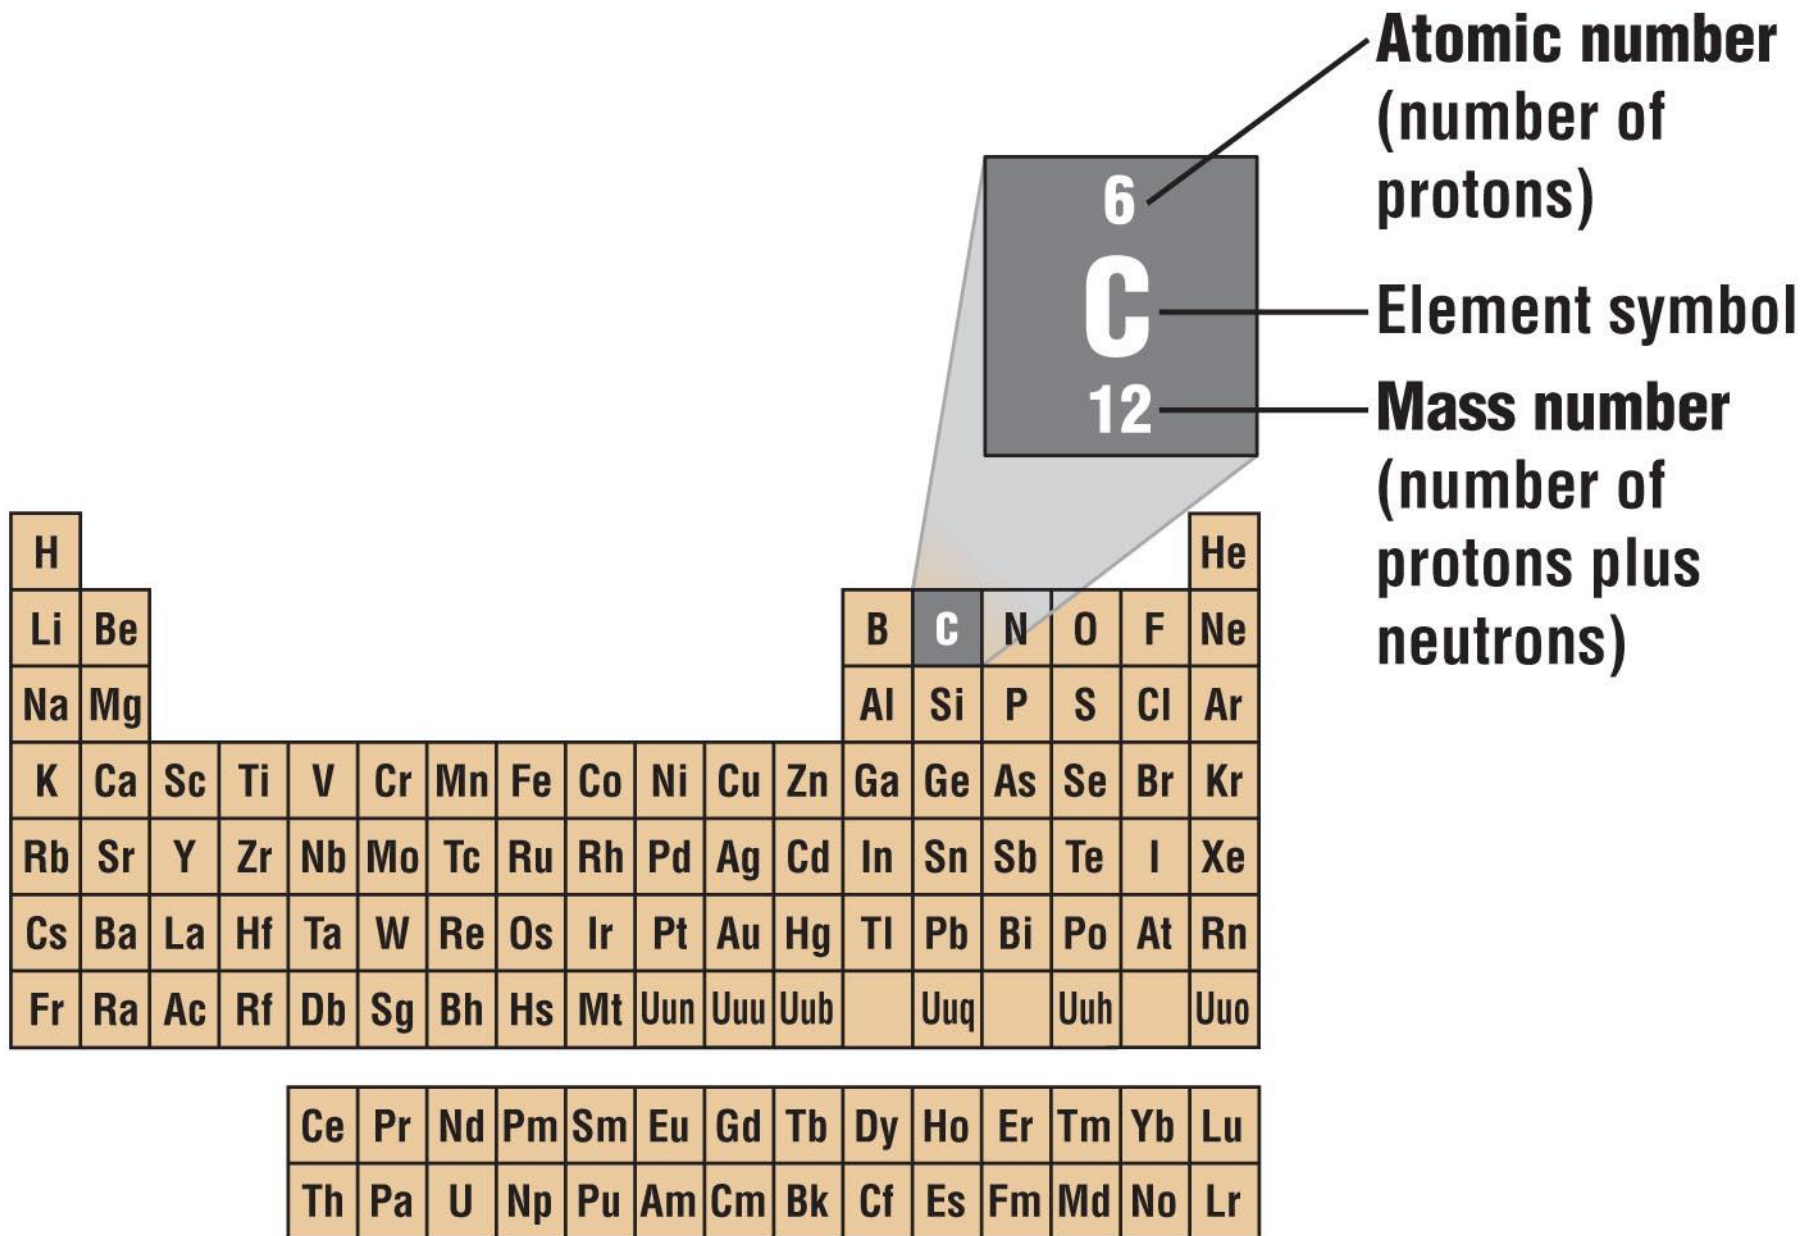 Atomic number
(number of
protons)
6
C
Element symbol
12
Mass number
(number of
protons plus
neutrons)
H He
Li Be B C N O F Ne
Na Mg Al Si P S Cl Ar
K Ca Sc Ti V Cr Mn Fe Co Ni Cu Zn Ga Ge As Se Br Kr
Rb Sr Y Zr Nb Mo Tc Ru Rh Pd Ag Cd In Sn Sb Te I Xe
Cs Ba La Hf Ta W Re Os Ir Pt Au Hg Tl Pb Bi Po At Rn
Fr Ra Ac Rf Db Sg Bh Hs Mt Uun Uuu Uub Uuq Uuh Uuo
Ce Pr Nd Pm Sm Eu Gd Tb Dy Ho Er Tm Yb Lu
Th Pa U Np Pu Am Cm Bk Cf Es Fm Md No Lr